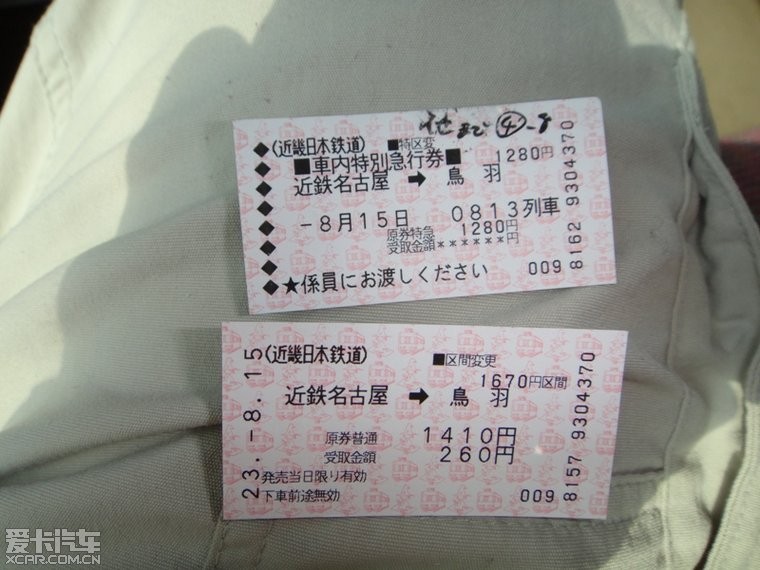 (近畿日本鉄道) ■特区変
■車内特別急行券■ 1280円
近鉄名古屋 ➡ 鳥羽
-8月15日 0813列車
原券特急 1280円
受取金額******円
★係員にお渡しください 009
8162 9304370
23.-8.15
(近畿日本鉄道) ■区間変更
1670円区間
近鉄名古屋 ➡ 鳥羽
原券普通 1410円
受取金額 260円
発売当日限り有効
下車前途無効 009
8157 9304370
爱卡汽车
XCAR.COM.CN